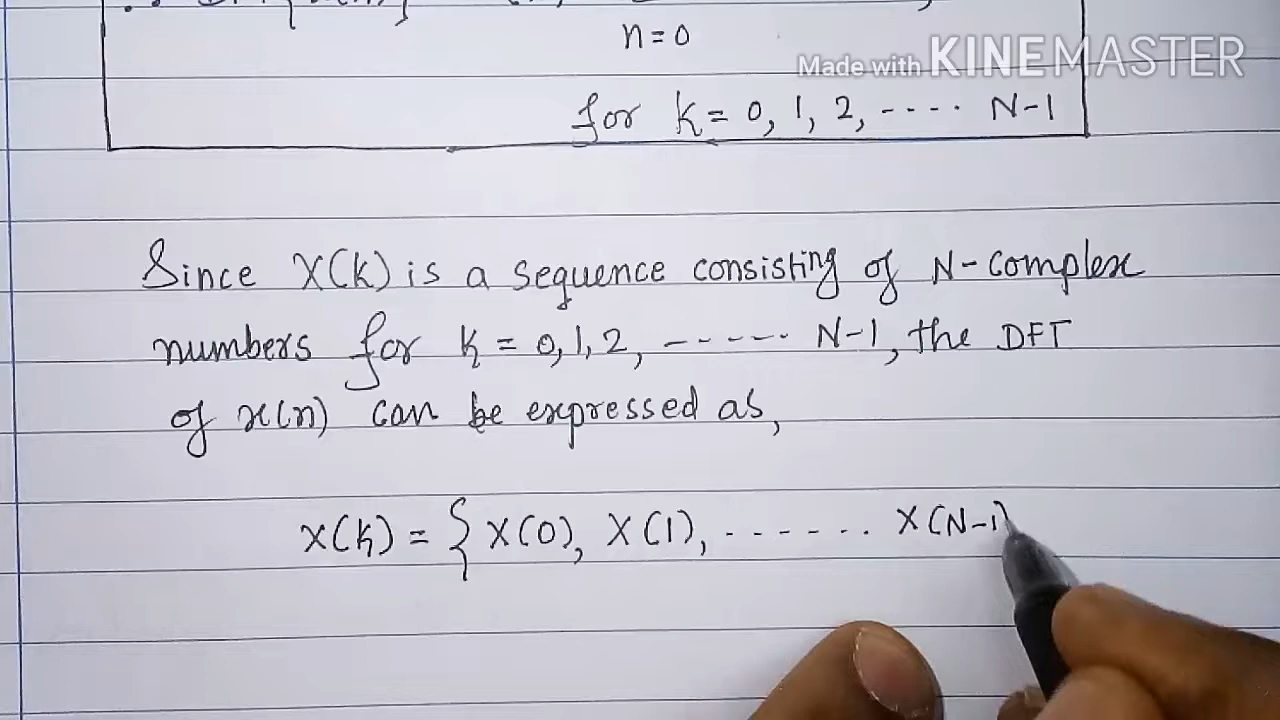 n=0
Made with KINEMASTER
for k = 0, 1, 2, ---- N-1
Since X(k) is a sequence consisting of N-complex
numbers for k = 0, 1, 2, ------ N-1, the DFT
of x(n) can be expressed as,
X(k) = { X(0), X(1), ------- X(N-1)